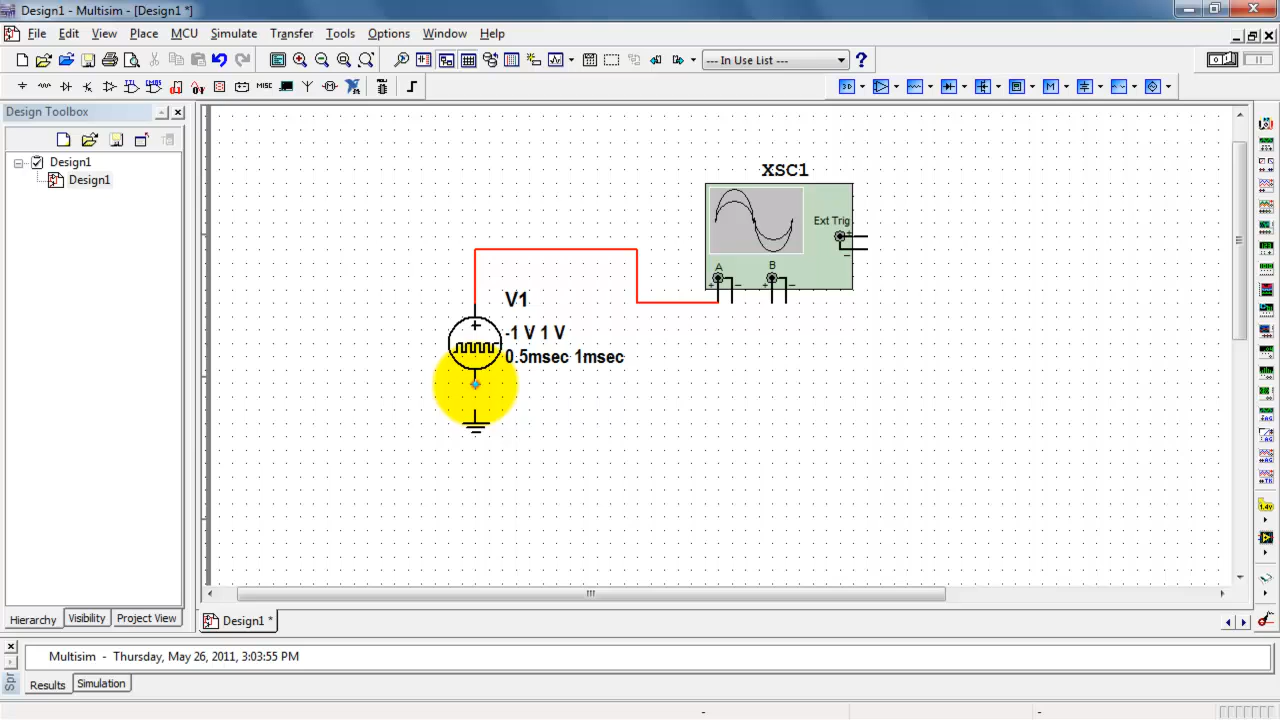 Design1 - Multisim - [Design1 *]
File Edit View Place MCU Simulate Transfer Tools Options Window Help
--- In Use List ---
MISC
Design Toolbox
Design1
Design1
XSC1
Ext Trig
+
-
A B
+ - + -
V1
+
-1 V 1 V
0.5msec 1msec
Hierarchy Visibility Project View
Design1 *
Multisim - Thursday, May 26, 2011, 3:03:55 PM
Results Simulation
Spr
- -